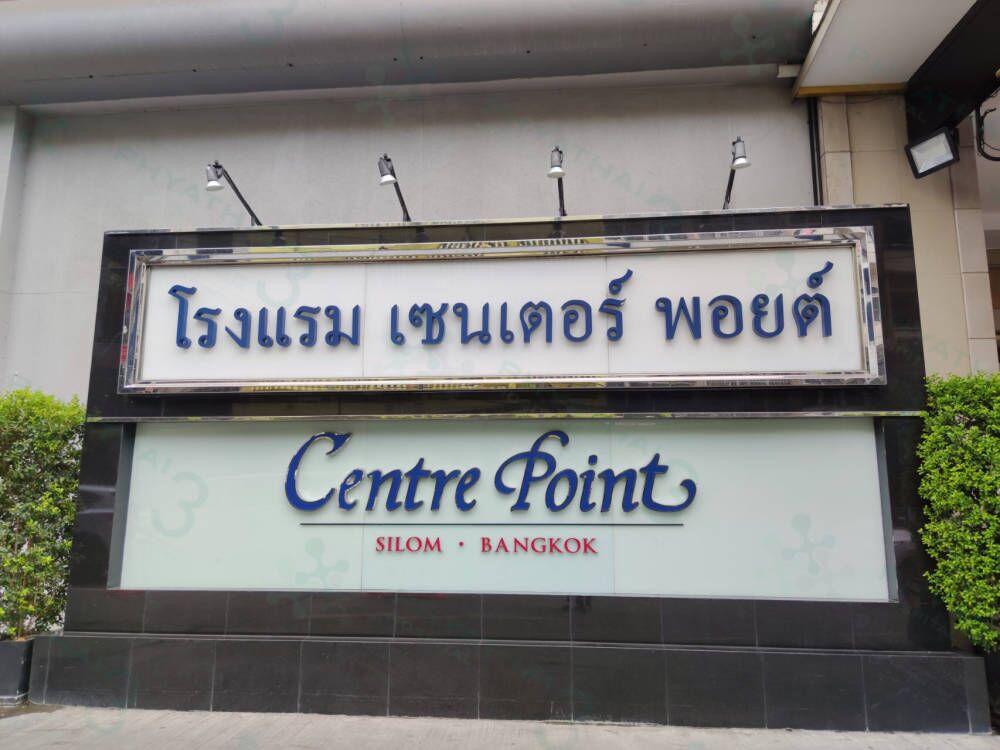 โรงแรม เซนเตอร์ พอยต์
Centre Point
SILOM • BANGKOK